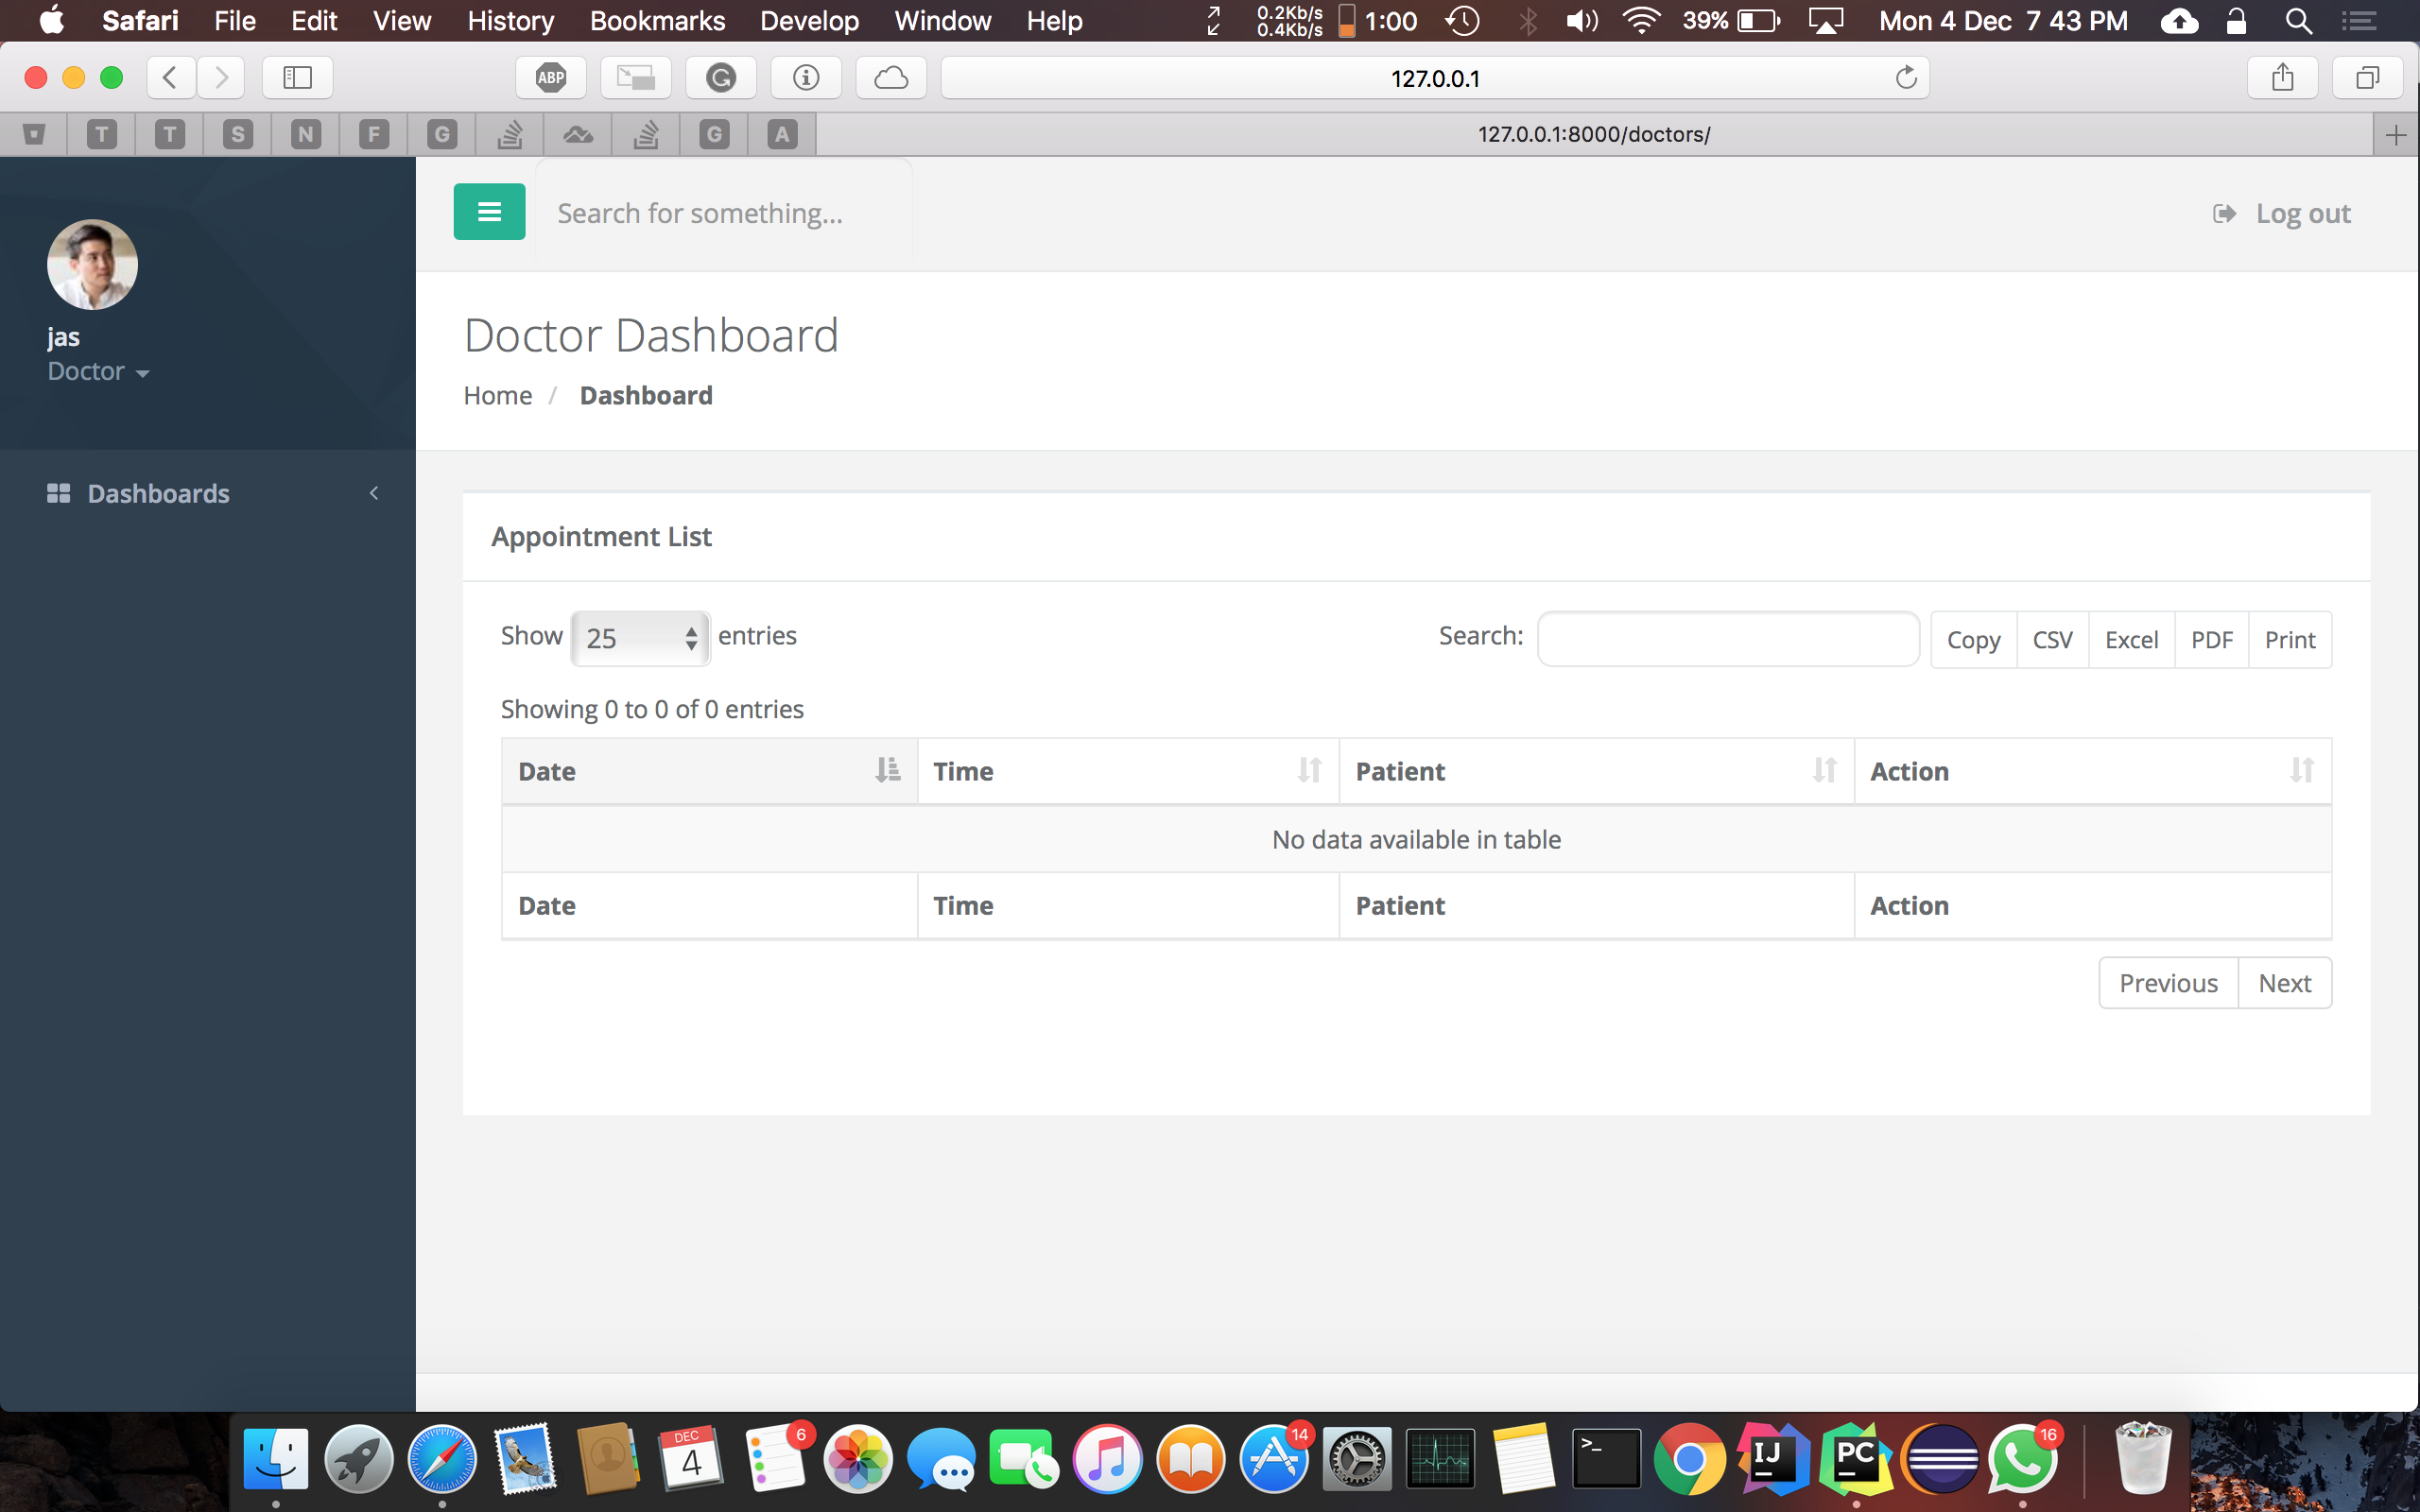 Safari File Edit View History Bookmarks Develop Window Help 0.2Kb/s 0.4Kb/s 1:00 39% Mon 4 Dec 7 43 PM
ABP 127.0.0.1
T T S N F G G A 127.0.0.1:8000/doctors/
Search for something... Log out
jas
Doctor
Dashboards
Doctor Dashboard
Home / Dashboard
Appointment List
Show 25 entries Search: Copy CSV Excel PDF Print
Showing 0 to 0 of 0 entries
Date Time Patient Action
No data available in table
Date Time Patient Action
Previous Next
DEC 4 6 14 >_ IJ PC 16